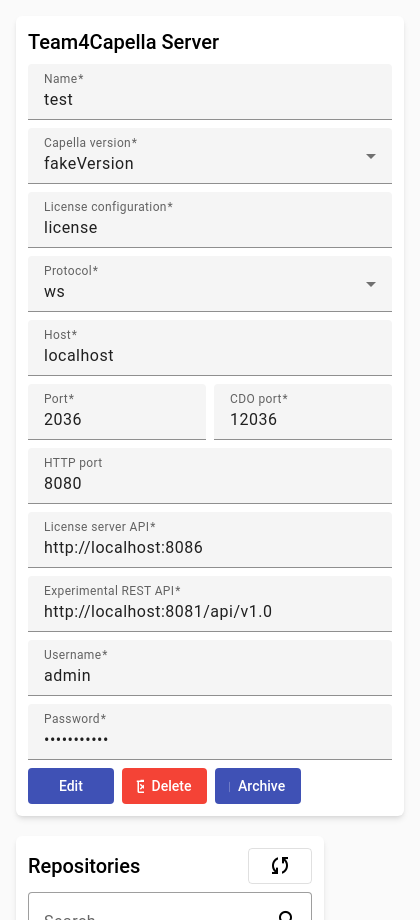 Team4Capella Server
Name*
test
Capella version*
fakeVersion
License configuration*
license
Protocol*
ws
Host*
localhost
Port*
2036
CDO port*
12036
HTTP port
8080
License server API*
http://localhost:8086
Experimental REST API*
http://localhost:8081/api/v1.0
Username*
admin
Password*
•••••••••••
Edit
Delete
Archive
Repositories
Search